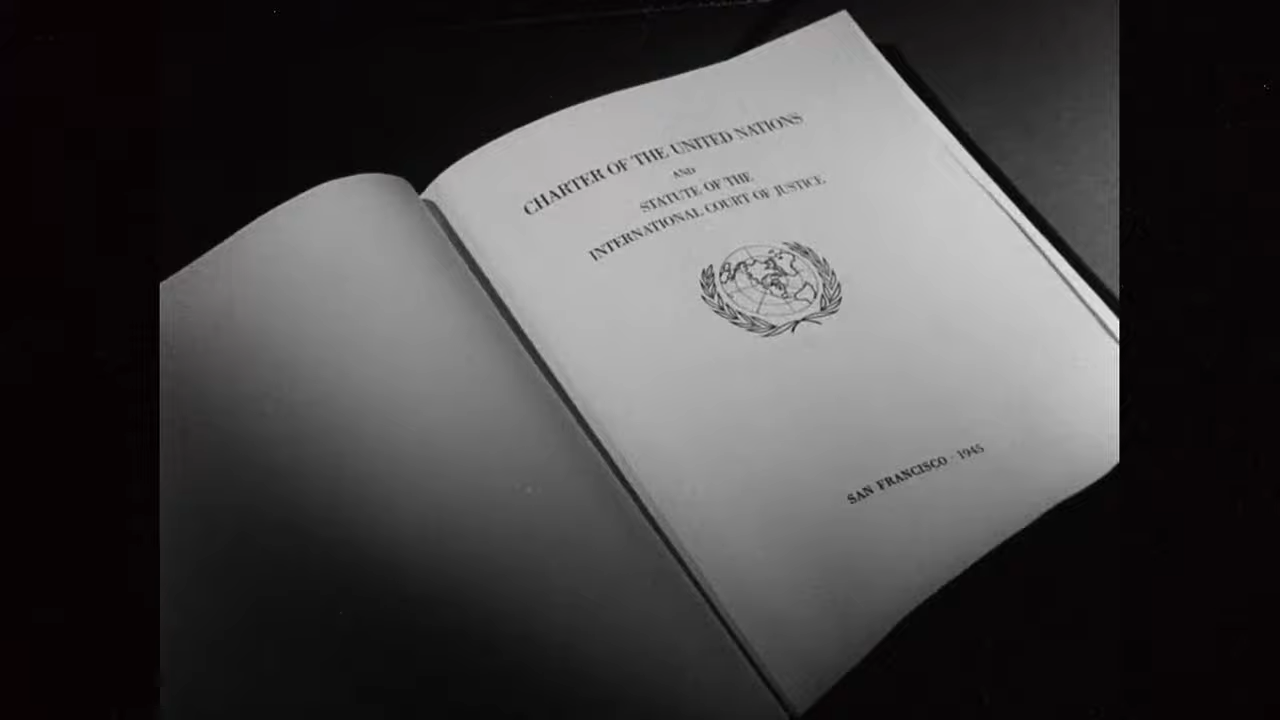 CHARTER OF THE UNITED NATIONS
AND
STATUTE OF THE
INTERNATIONAL COURT OF JUSTICE
SAN FRANCISCO · 1945